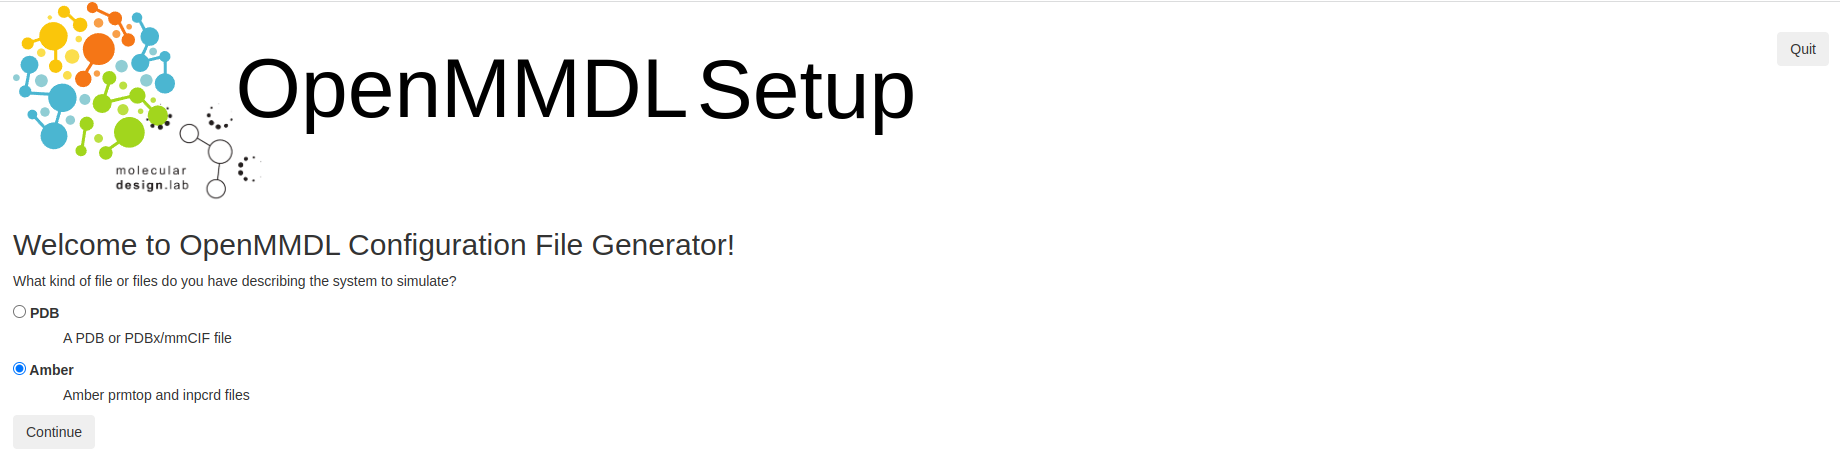 OpenMMDL Setup
Quit
molecular
design.lab
Welcome to OpenMMDL Configuration File Generator!
What kind of file or files do you have describing the system to simulate?
PDB
A PDB or PDBx/mmCIF file
Amber
Amber prmtop and inpcrd files
Continue